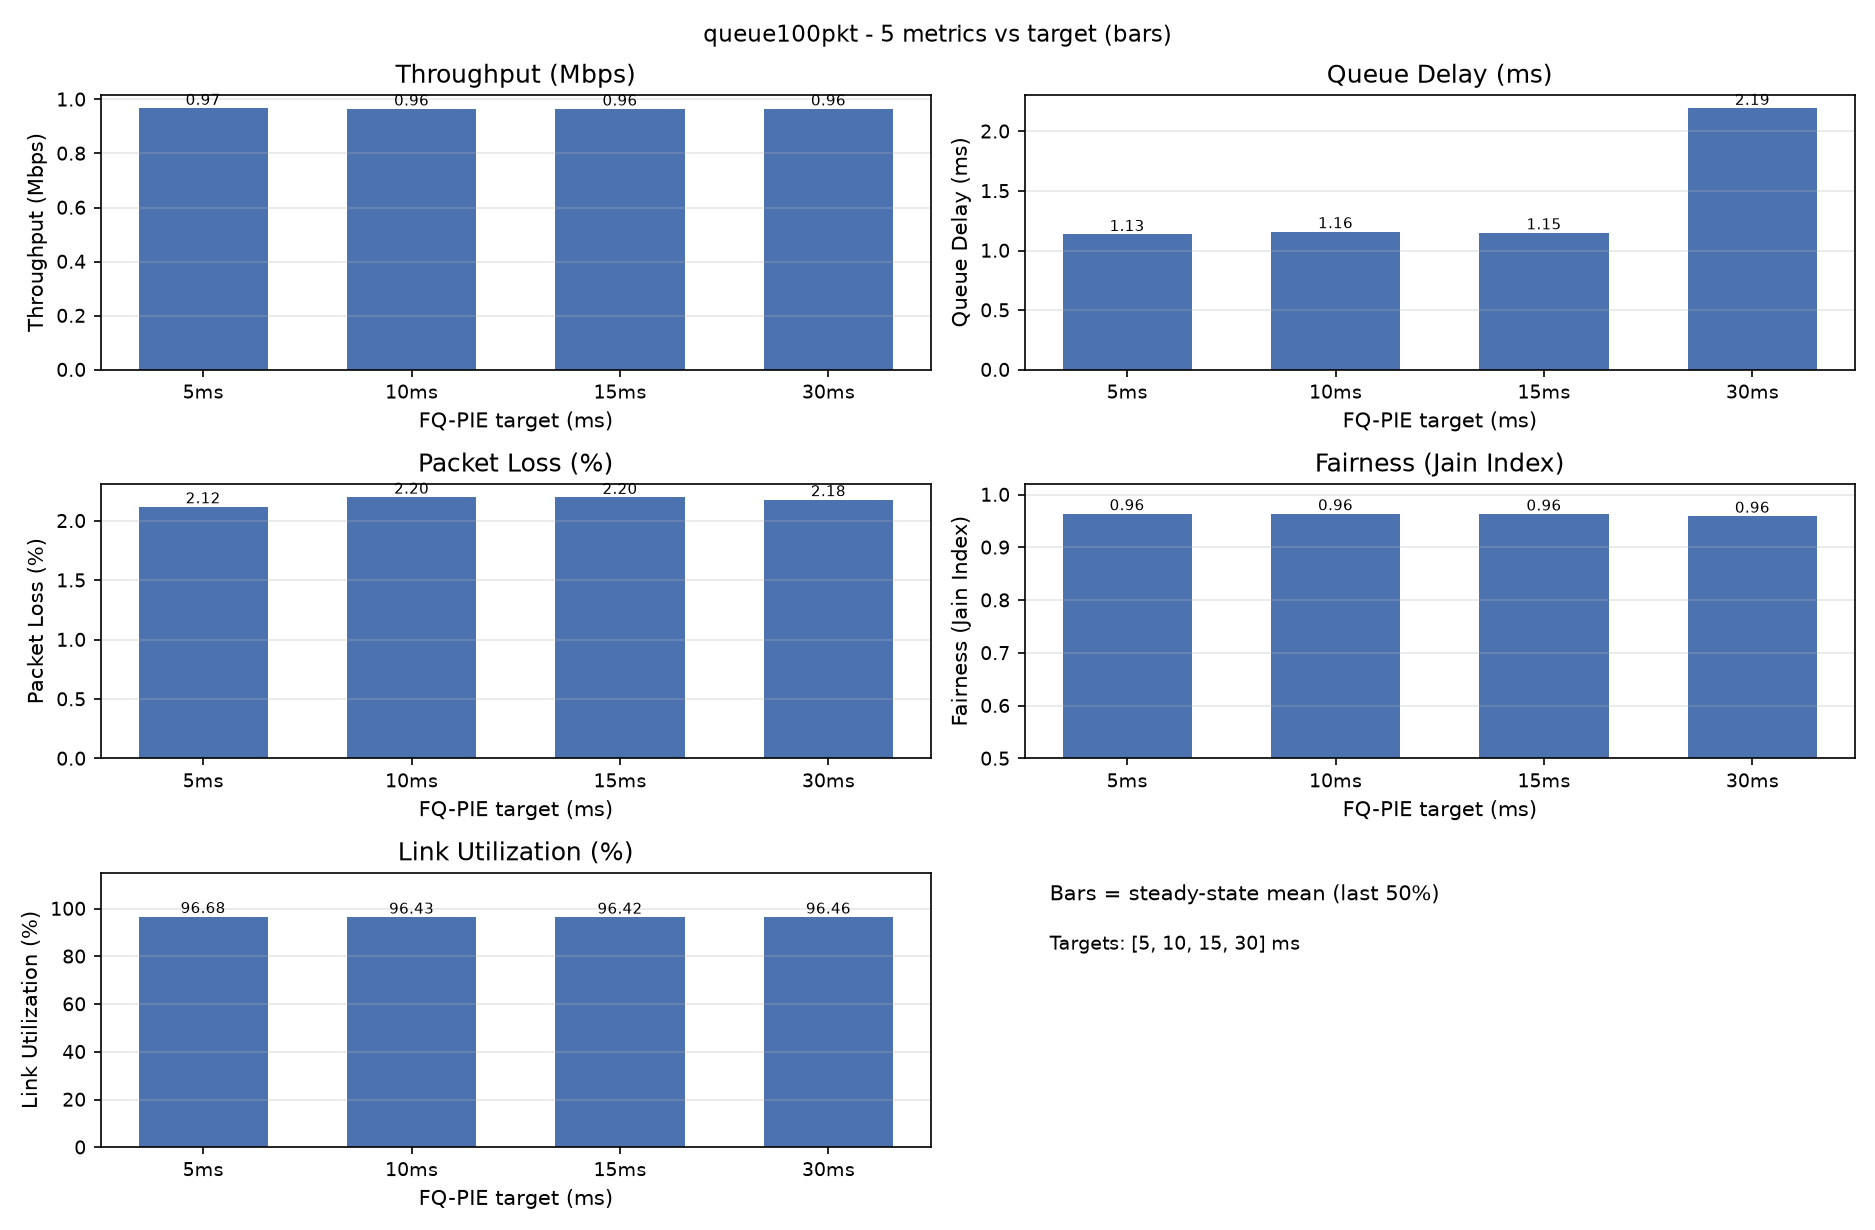 queue100pkt - 5 metrics vs target (bars)
Throughput (Mbps)
Throughput (Mbps)
1.0
0.8
0.6
0.4
0.2
0.0
0.97
0.96
0.96
0.96
5ms
10ms
15ms
30ms
FQ-PIE target (ms)
Queue Delay (ms)
Queue Delay (ms)
2.0
1.5
1.0
0.5
0.0
1.13
1.16
1.15
2.19
5ms
10ms
15ms
30ms
FQ-PIE target (ms)
Packet Loss (%)
Packet Loss (%)
2.0
1.5
1.0
0.5
0.0
2.12
2.20
2.20
2.18
5ms
10ms
15ms
30ms
FQ-PIE target (ms)
Fairness (Jain Index)
Fairness (Jain Index)
1.0
0.9
0.8
0.7
0.6
0.5
0.96
0.96
0.96
0.96
5ms
10ms
15ms
30ms
FQ-PIE target (ms)
Link Utilization (%)
Link Utilization (%)
100
80
60
40
20
0
96.68
96.43
96.42
96.46
5ms
10ms
15ms
30ms
FQ-PIE target (ms)
Bars = steady-state mean (last 50%)
Targets: [5, 10, 15, 30] ms